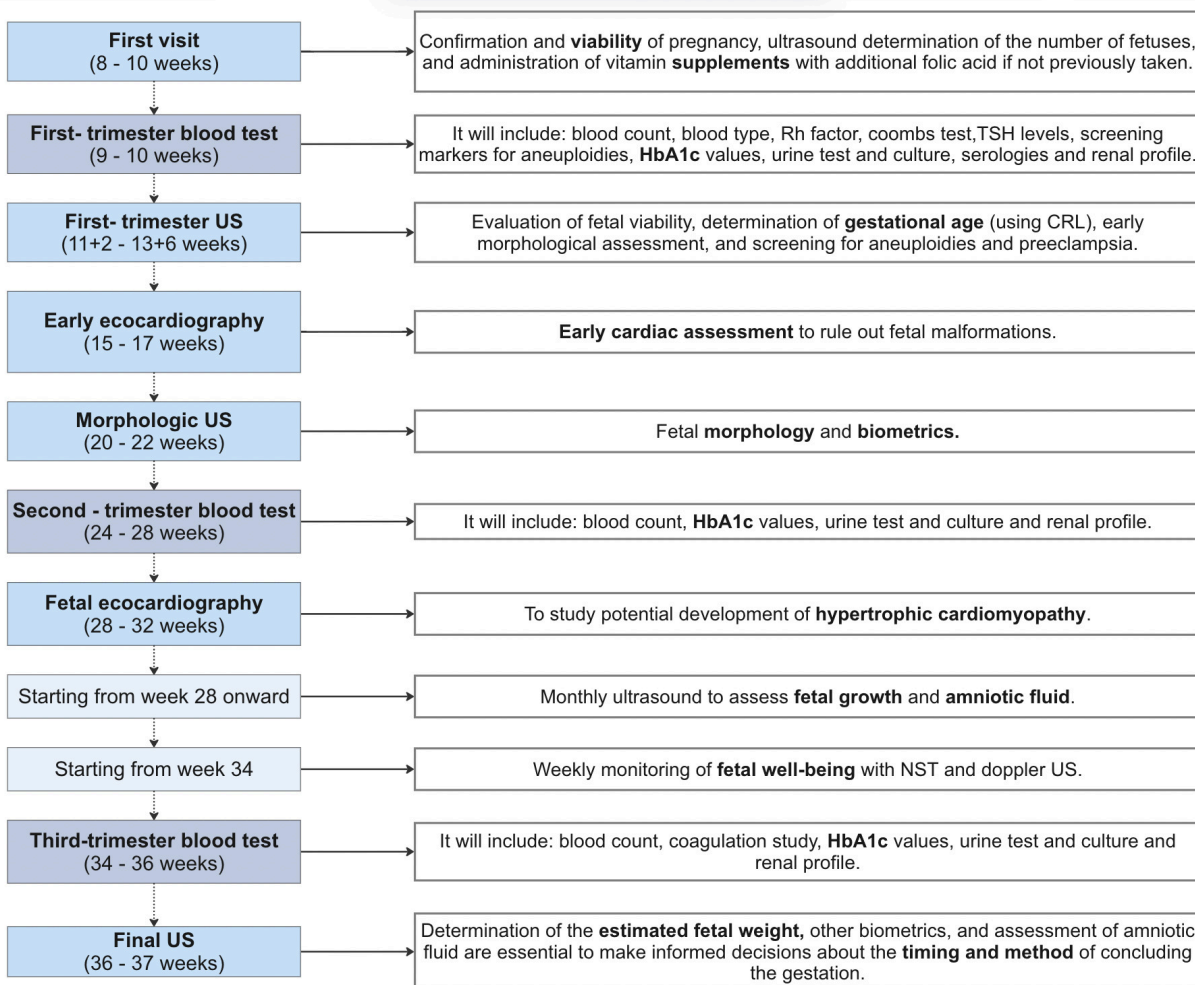 First visit
(8 - 10 weeks)
Confirmation and viability of pregnancy, ultrasound determination of the number of fetuses,
and administration of vitamin supplements with additional folic acid if not previously taken.
First- trimester blood test
(9 - 10 weeks)
It will include: blood count, blood type, Rh factor, coombs test,TSH levels, screening
markers for aneuploidies, HbA1c values, urine test and culture, serologies and renal profile.
First- trimester US
(11+2 - 13+6 weeks)
Evaluation of fetal viability, determination of gestational age (using CRL), early
morphological assessment, and screening for aneuploidies and preeclampsia.
Early ecocardiography
(15 - 17 weeks)
Early cardiac assessment to rule out fetal malformations.
Morphologic US
(20 - 22 weeks)
Fetal morphology and biometrics.
Second - trimester blood test
(24 - 28 weeks)
It will include: blood count, HbA1c values, urine test and culture and renal profile.
Fetal ecocardiography
(28 - 32 weeks)
To study potential development of hypertrophic cardiomyopathy.
Starting from week 28 onward
Monthly ultrasound to assess fetal growth and amniotic fluid.
Starting from week 34
Weekly monitoring of fetal well-being with NST and doppler US.
Third-trimester blood test
(34 - 36 weeks)
It will include: blood count, coagulation study, HbA1c values, urine test and culture and
renal profile.
Final US
(36 - 37 weeks)
Determination of the estimated fetal weight, other biometrics, and assessment of amniotic
fluid are essential to make informed decisions about the timing and method of concluding
the gestation.